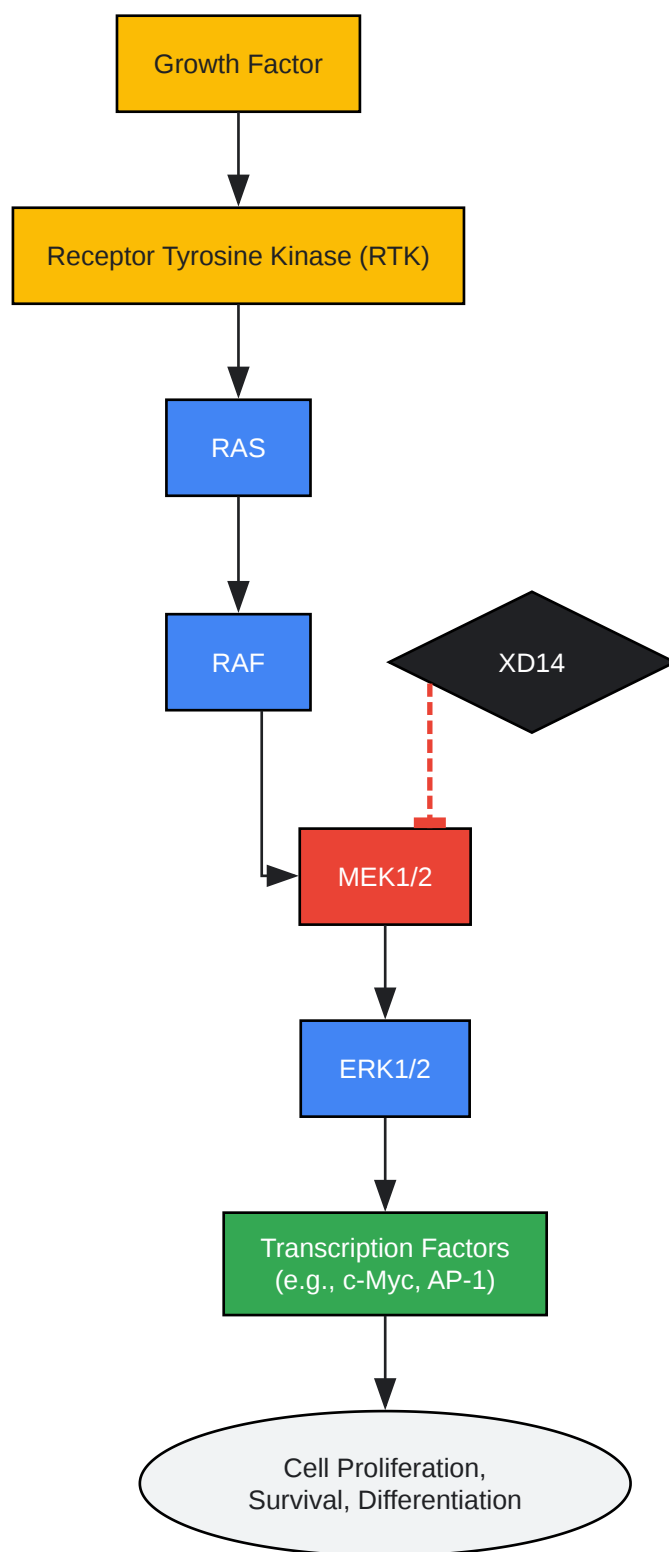 Growth Factor
Receptor Tyrosine Kinase (RTK)
RAS
RAF
XD14
MEK1/2
ERK1/2
Transcription Factors
(e.g., c-Myc, AP-1)
Cell Proliferation,
Survival, Differentiation